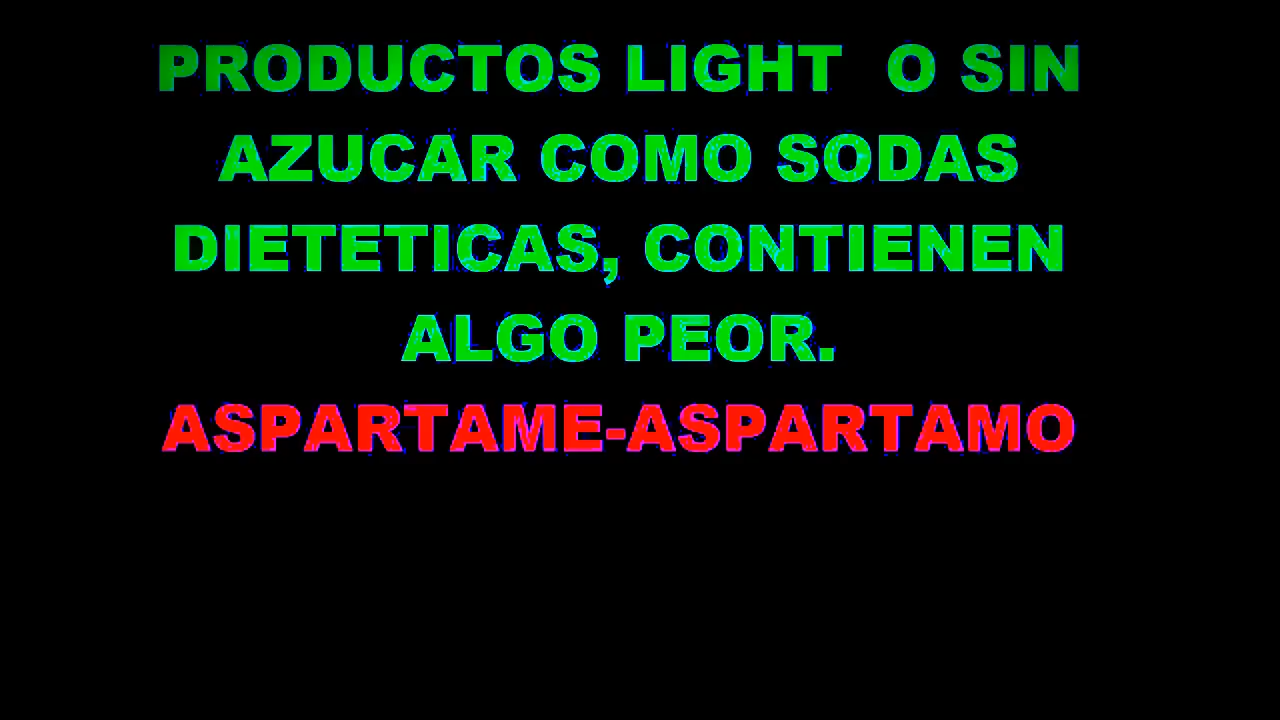 PRODUCTOS LIGHT  O SIN
AZUCAR COMO SODAS
DIETETICAS, CONTIENEN
ALGO PEOR.
ASPARTAME-ASPARTAMO